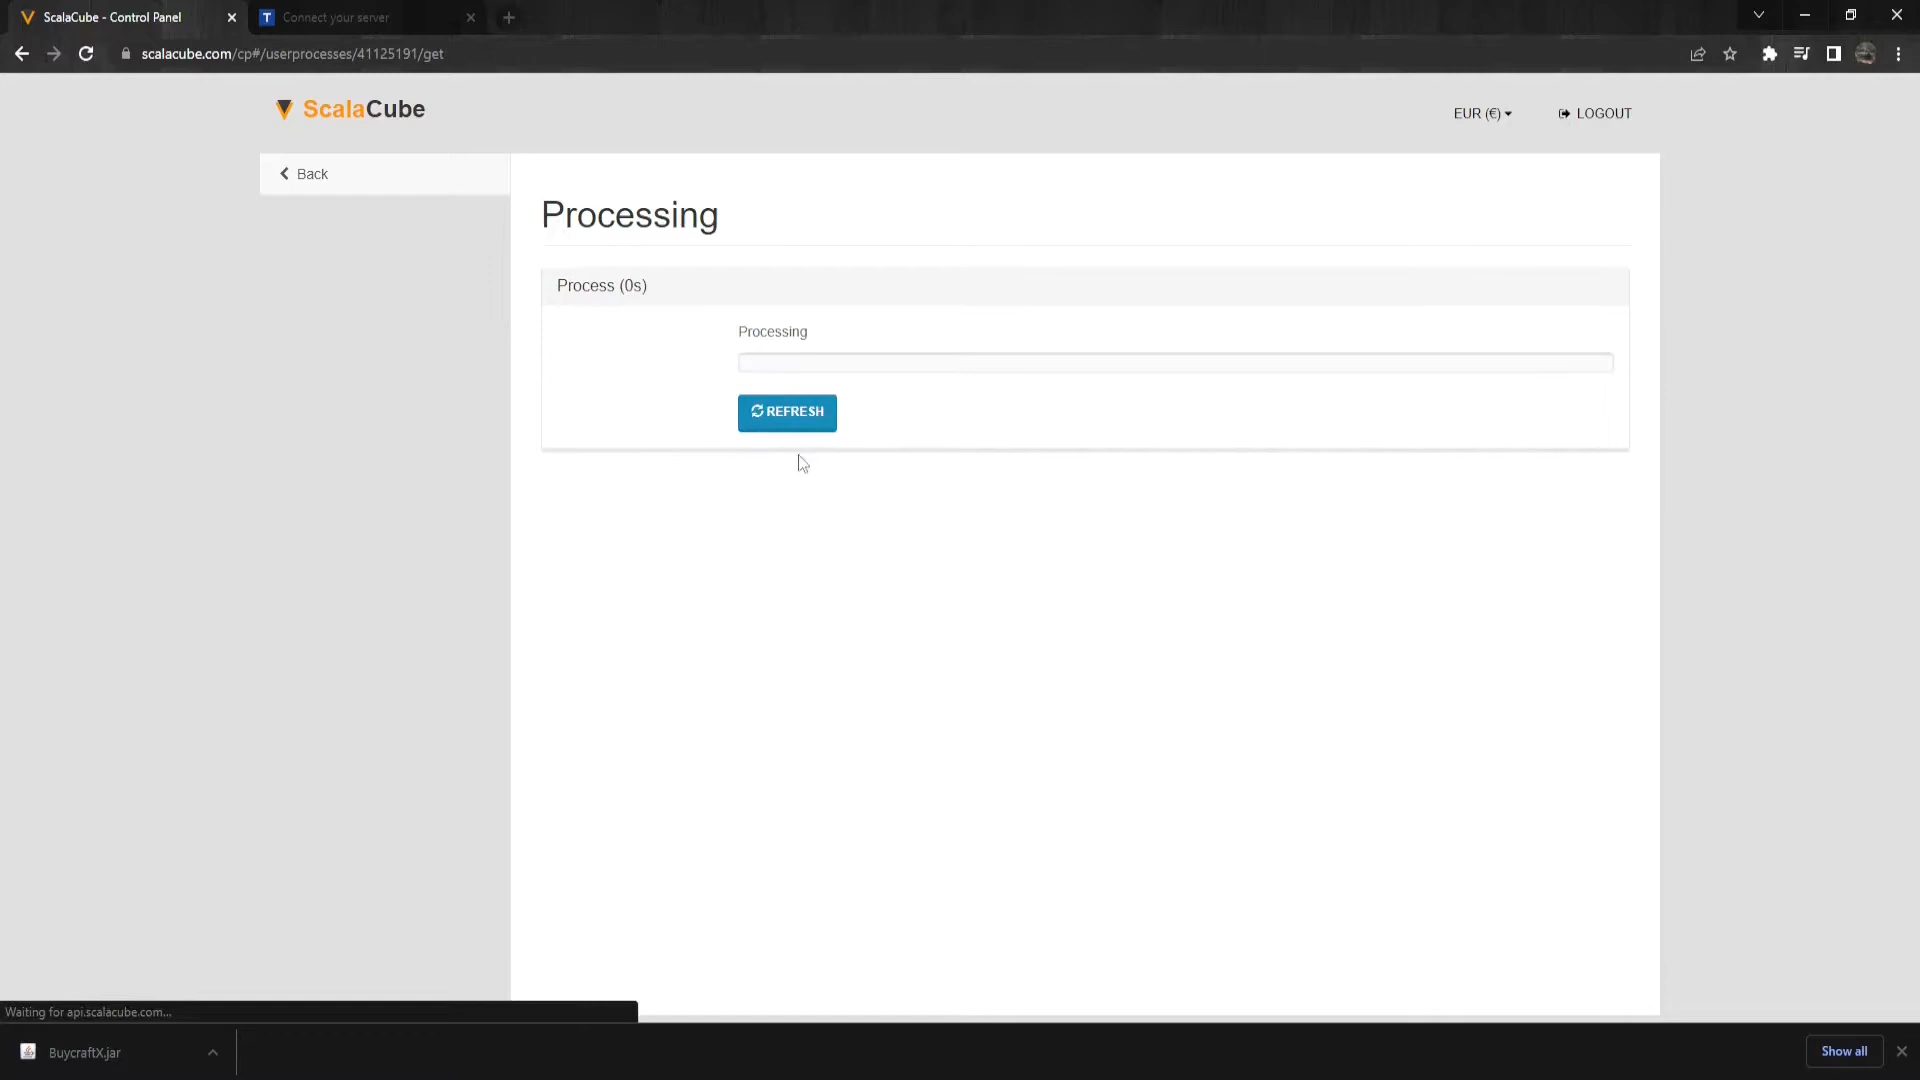 ScalaCube - Control Panel
T Connect your server
scalacube.com/cp#/userprocesses/41125191/get
ScalaCube
EUR (€)
LOGOUT
Back
Processing
Process (0s)
Processing
REFRESH
Waiting for api.scalacube.com...
BuycraftX.jar
Show all